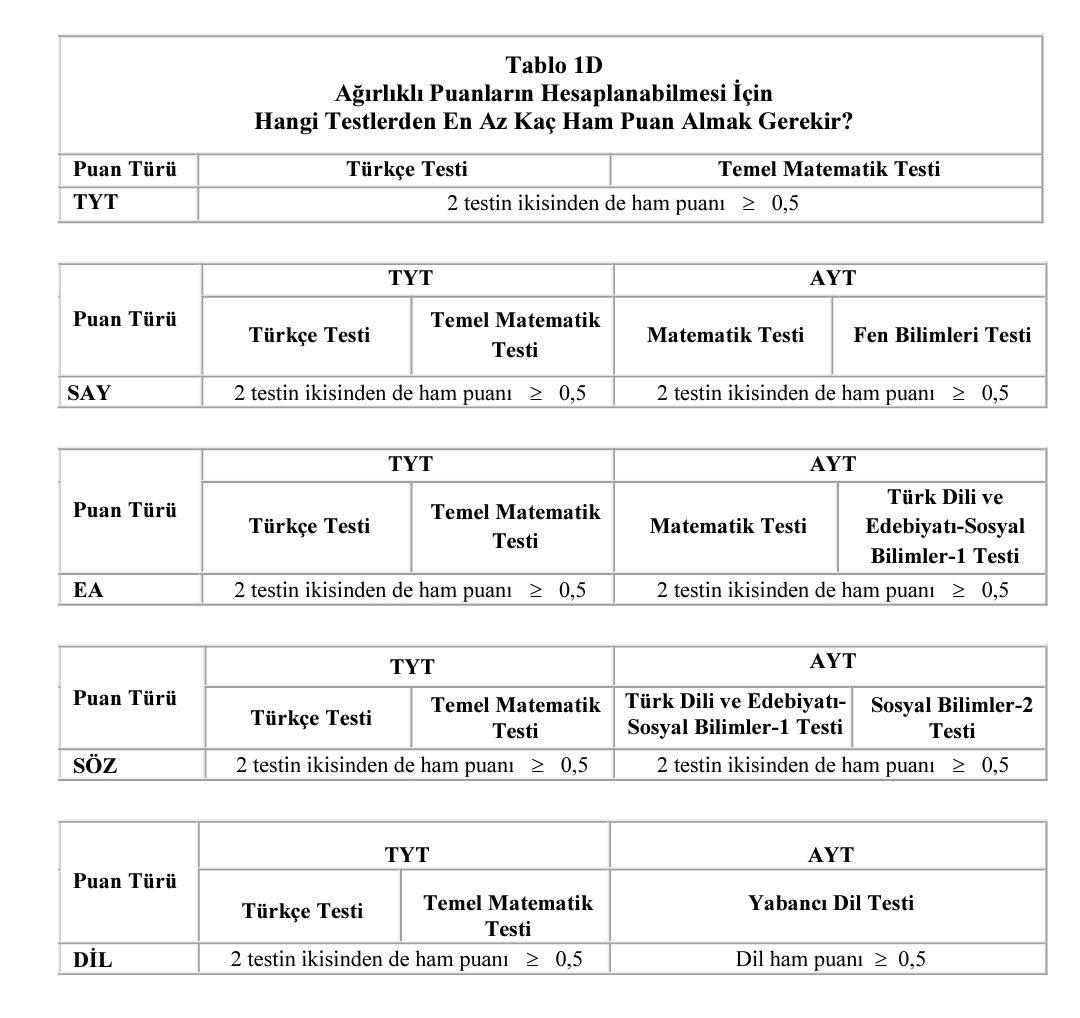 Tablo 1D
Ağırlıklı Puanların Hesaplanabilmesi İçin
Hangi Testlerden En Az Kaç Ham Puan Almak Gerekir?
Puan Türü Türkçe Testi Temel Matematik Testi
TYT 2 testin ikisinden de ham puanı ≥ 0,5
TYT AYT
Puan Türü Türkçe Testi Temel Matematik
Testi Matematik Testi Fen Bilimleri Testi
SAY 2 testin ikisinden de ham puanı ≥ 0,5 2 testin ikisinden de ham puanı ≥ 0,5
TYT AYT
Puan Türü Türkçe Testi Temel Matematik
Testi Matematik Testi Türk Dili ve
Edebiyatı-Sosyal
Bilimler-1 Testi
EA 2 testin ikisinden de ham puanı ≥ 0,5 2 testin ikisinden de ham puanı ≥ 0,5
TYT AYT
Puan Türü Türkçe Testi Temel Matematik
Testi Türk Dili ve Edebiyatı-
Sosyal Bilimler-1 Testi Sosyal Bilimler-2
Testi
SÖZ 2 testin ikisinden de ham puanı ≥ 0,5 2 testin ikisinden de ham puanı ≥ 0,5
TYT AYT
Puan Türü Türkçe Testi Temel Matematik
Testi Yabancı Dil Testi
DİL 2 testin ikisinden de ham puanı ≥ 0,5 Dil ham puanı ≥ 0,5